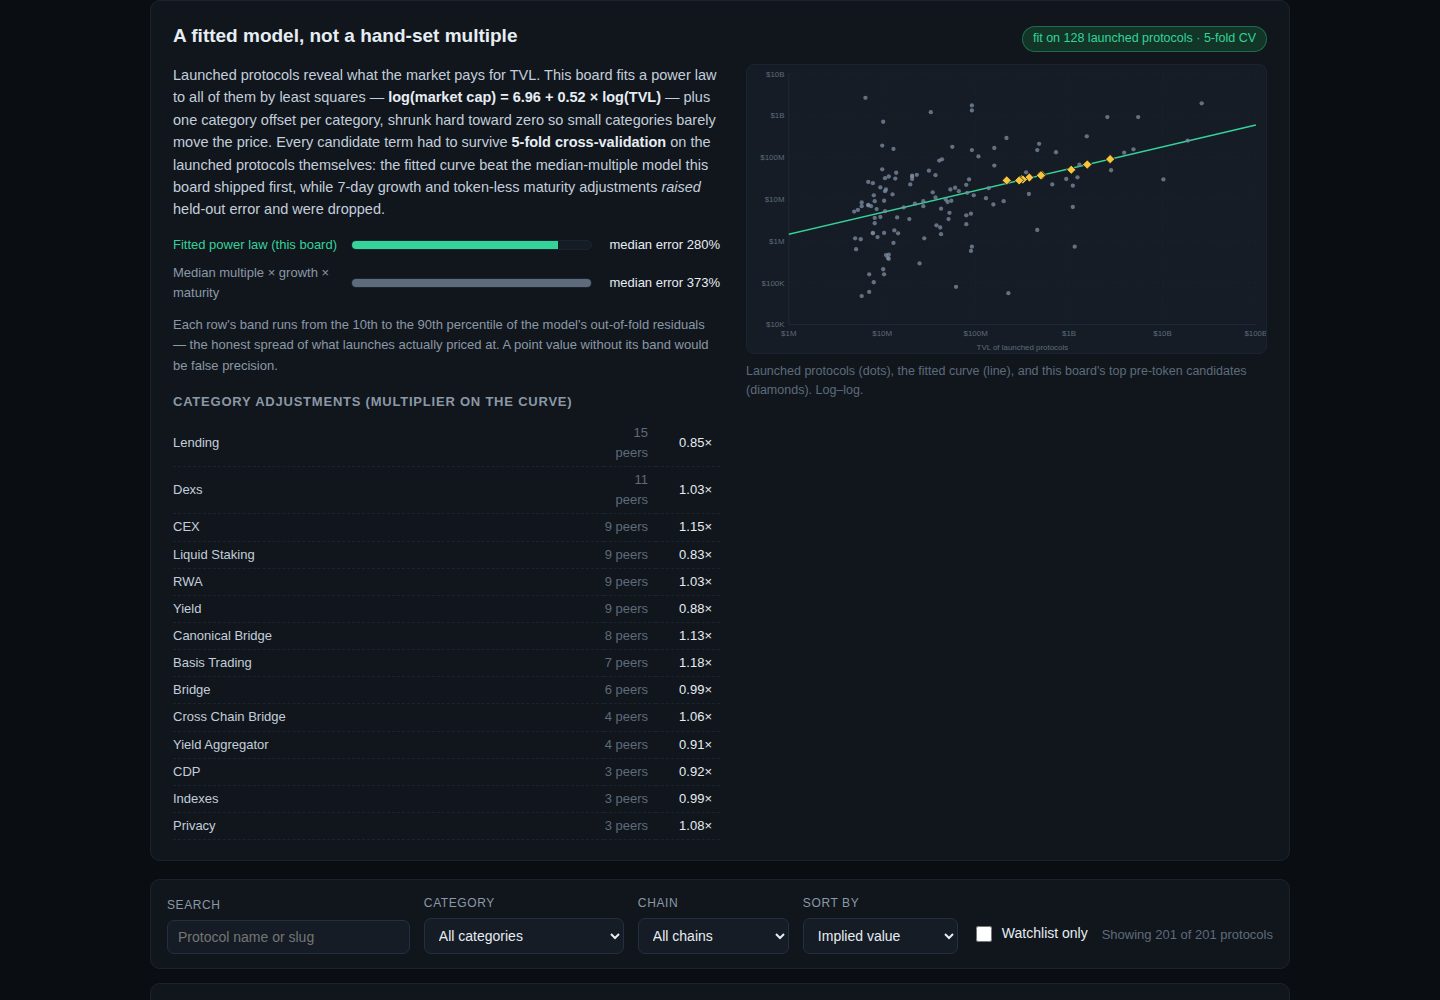 A fitted model, not a hand-set multiple
fit on 128 launched protocols · 5-fold CV
Launched protocols reveal what the market pays for TVL. This board fits a power law
to all of them by least squares — log(market cap) = 6.96 + 0.52 × log(TVL) — plus
one category offset per category, shrunk hard toward zero so small categories barely
move the price. Every candidate term had to survive 5-fold cross-validation on the
launched protocols themselves: the fitted curve beat the median-multiple model this
board shipped first, while 7-day growth and token-less maturity adjustments raised
held-out error and were dropped.
Fitted power law (this board)
median error 280%
Median multiple × growth ×
maturity
median error 373%
Each row's band runs from the 10th to the 90th percentile of the model's out-of-fold residuals
— the honest spread of what launches actually priced at. A point value without its band would
be false precision.
CATEGORY ADJUSTMENTS (MULTIPLIER ON THE CURVE)
Lending 15 peers 0.85×
Dexs 11 peers 1.03×
CEX 9 peers 1.15×
Liquid Staking 9 peers 0.83×
RWA 9 peers 1.03×
Yield 9 peers 0.88×
Canonical Bridge 8 peers 1.13×
Basis Trading 7 peers 1.18×
Bridge 6 peers 0.99×
Cross Chain Bridge 4 peers 1.06×
Yield Aggregator 4 peers 0.91×
CDP 3 peers 0.92×
Indexes 3 peers 0.99×
Privacy 3 peers 1.08×
$10B
$1B
$100M
$10M
$1M
$100K
$10K
$1M $10M $100M $1B $10B $100B
TVL of launched protocols
Launched protocols (dots), the fitted curve (line), and this board's top pre-token candidates
(diamonds). Log–log.
SEARCH
Protocol name or slug
CATEGORY
All categories
CHAIN
All chains
SORT BY
Implied value
Watchlist only
Showing 201 of 201 protocols